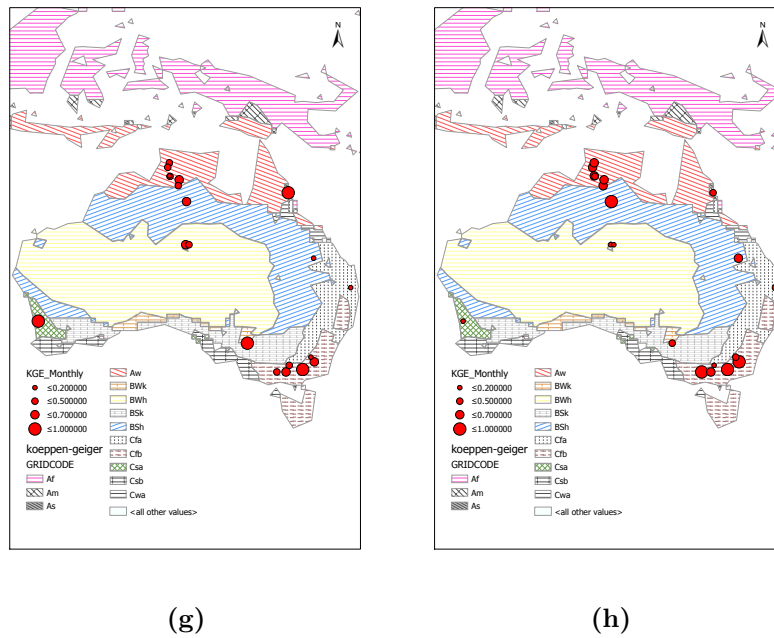 N
KGE_Monthly
≤0.200000
≤0.500000
≤0.700000
≤1.000000
koeppen-geiger
GRIDCODE
Af
Am
As
Aw
BWk
BWh
BSk
BSh
Cfa
Cfb
Csa
Csb
Cwa
<all other values>
(g)
N
KGE_Monthly
≤0.200000
≤0.500000
≤0.700000
≤1.000000
koeppen-geiger
GRIDCODE
Af
Am
As
Aw
BWk
BWh
BSk
BSh
Cfa
Cfb
Csa
Csb
Cwa
<all other values>
(h)